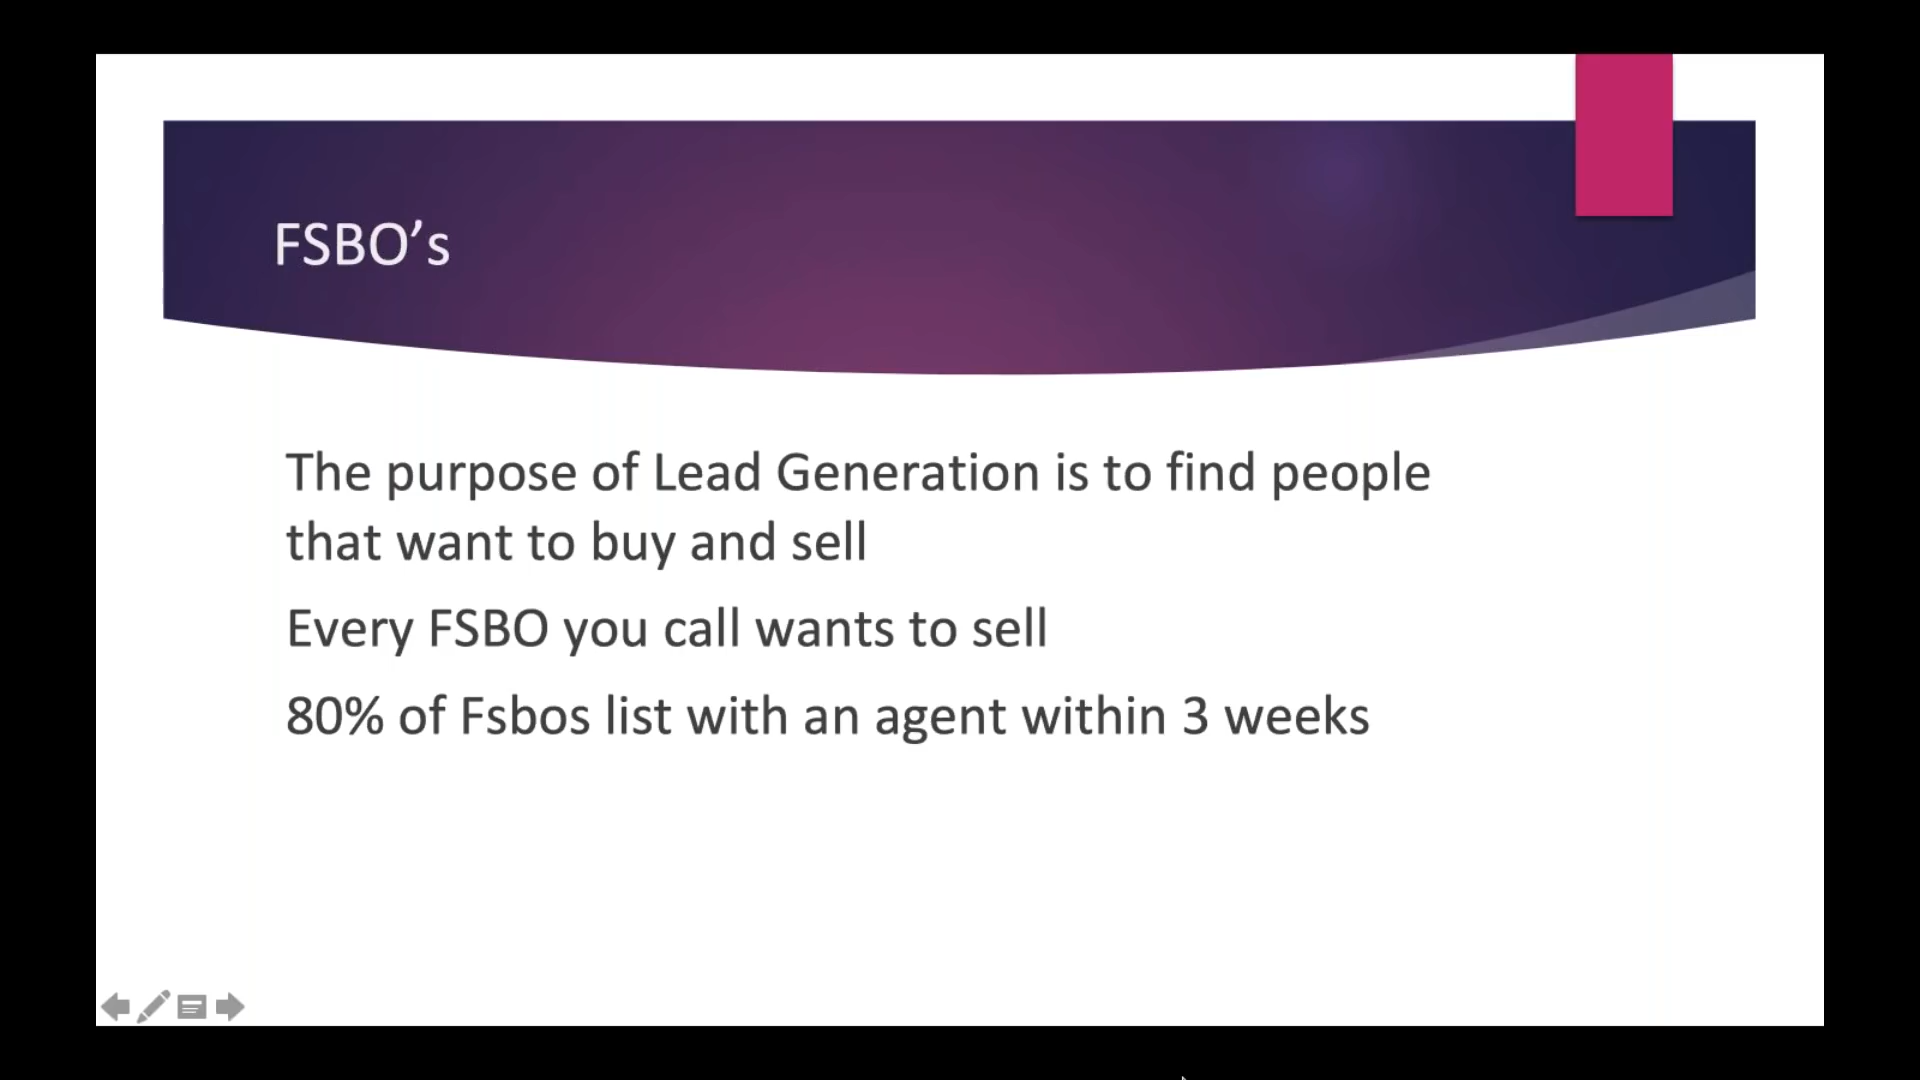 FSBO’s
The purpose of Lead Generation is to find people
that want to buy and sell
Every FSBO you call wants to sell
80% of Fsbos list with an agent within 3 weeks